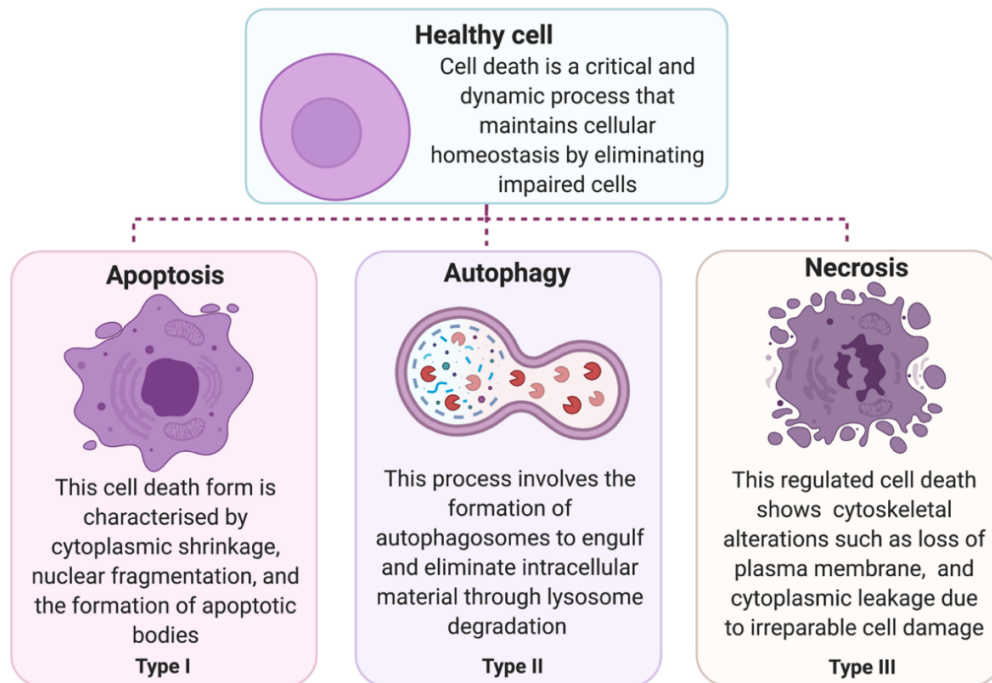 Healthy cell
Cell death is a critical and
dynamic process that
maintains cellular
homeostasis by eliminating
impaired cells
Apoptosis
This cell death form is
characterised by
cytoplasmic shrinkage,
nuclear fragmentation, and
the formation of apoptotic
bodies
Type I
Autophagy
This process involves the
formation of
autophagosomes to engulf
and eliminate intracellular
material through lysosome
degradation
Type II
Necrosis
This regulated cell death
shows cytoskeletal
alterations such as loss of
plasma membrane, and
cytoplasmic leakage due
to irreparable cell damage
Type III